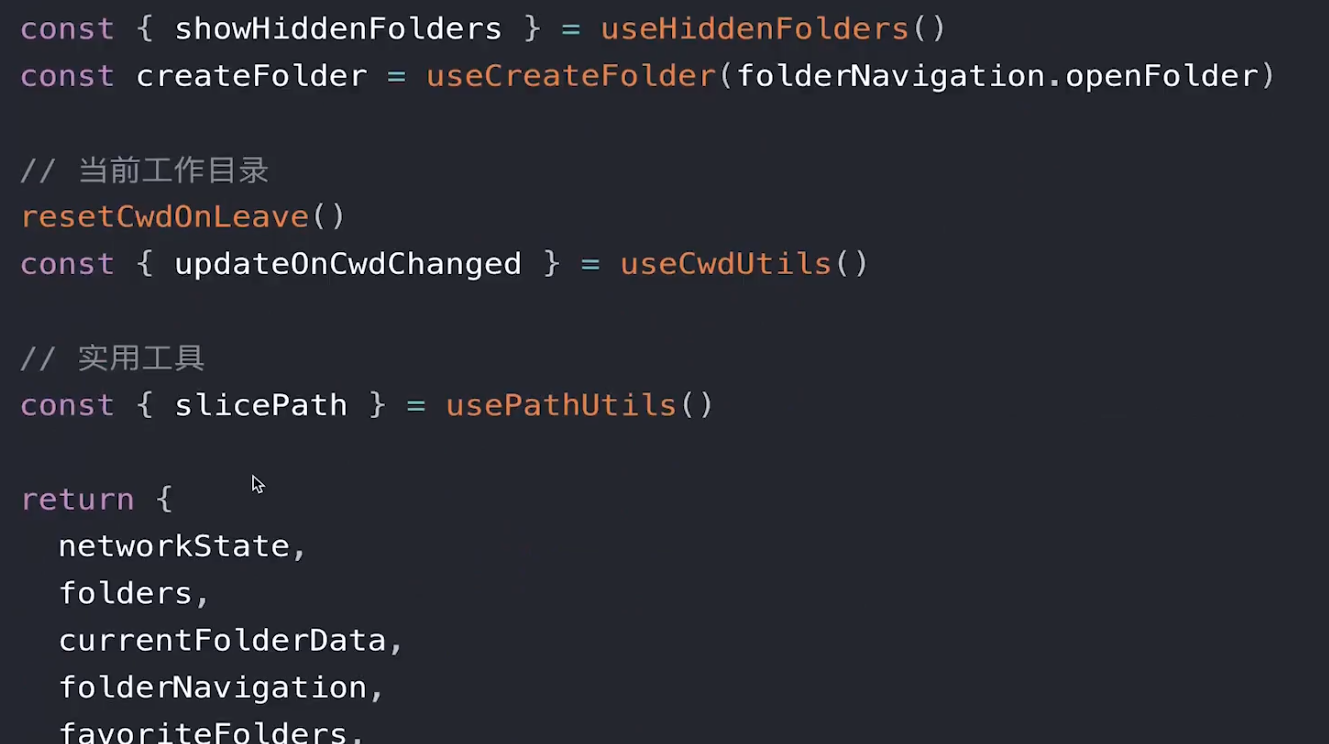 const { showHiddenFolders } = useHiddenFolders()
const createFolder = useCreateFolder(folderNavigation.openFolder)
// 当前工作目录
resetCwdOnLeave()
const { updateOnCwdChanged } = useCwdUtils()
// 实用工具
const { slicePath } = usePathUtils()
return {
networkState,
folders,
currentFolderData,
folderNavigation,
favoriteFolders,